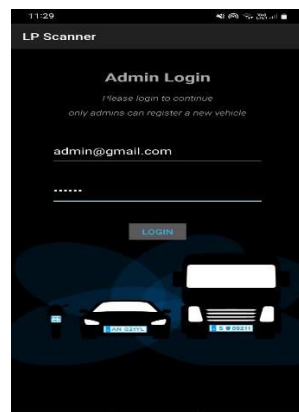 11:29
LP Scanner
Admin Login
Please login to continue
only admins can register a new vehicle
admin@gmail.com
••••••
LOGIN